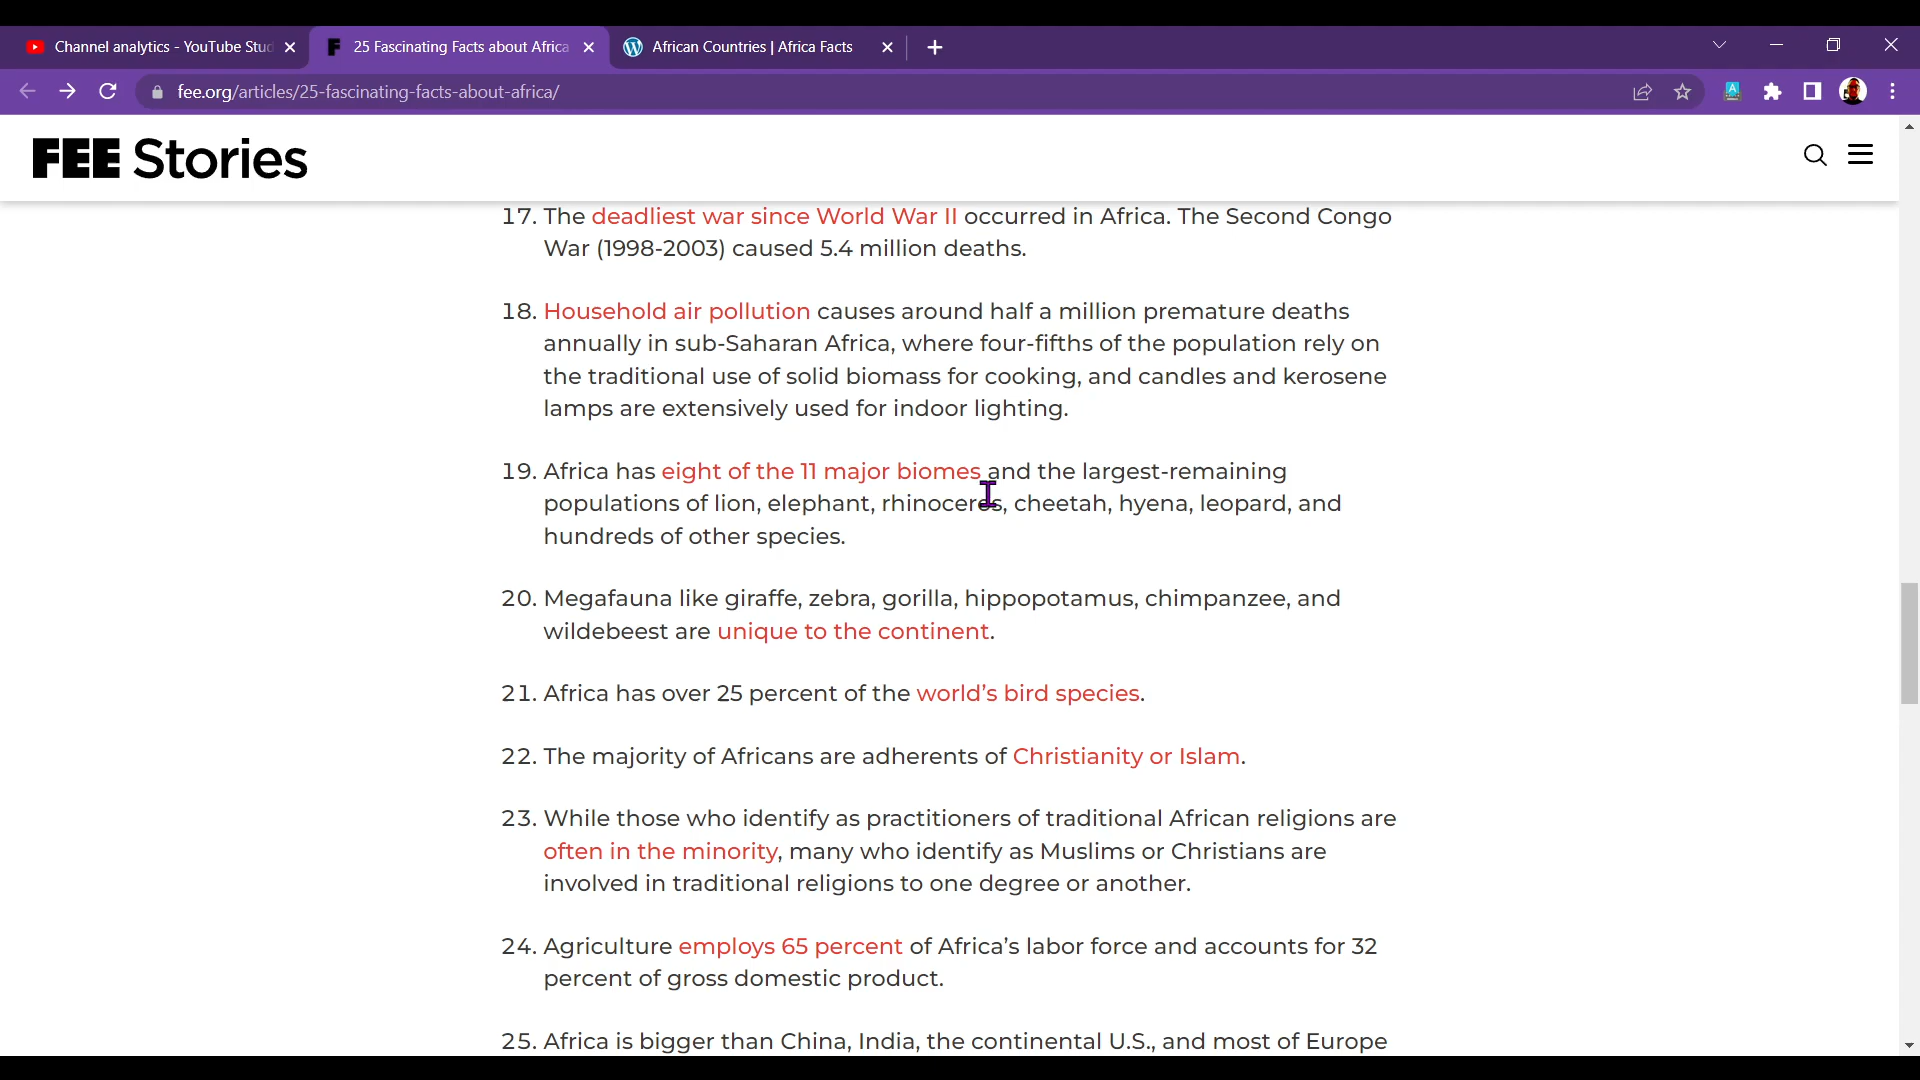 Channel analytics - YouTube Stud
25 Fascinating Facts about Africa
African Countries | Africa Facts
fee.org/articles/25-fascinating-facts-about-africa/
FEE Stories
17. The deadliest war since World War II occurred in Africa. The Second Congo
War (1998-2003) caused 5.4 million deaths.
18. Household air pollution causes around half a million premature deaths
annually in sub-Saharan Africa, where four-fifths of the population rely on
the traditional use of solid biomass for cooking, and candles and kerosene
lamps are extensively used for indoor lighting.
19. Africa has eight of the 11 major biomes and the largest-remaining
populations of lion, elephant, rhinoceros, cheetah, hyena, leopard, and
hundreds of other species.
20. Megafauna like giraffe, zebra, gorilla, hippopotamus, chimpanzee, and
wildebeest are unique to the continent.
21. Africa has over 25 percent of the world's bird species.
22. The majority of Africans are adherents of Christianity or Islam.
23. While those who identify as practitioners of traditional African religions are
often in the minority, many who identify as Muslims or Christians are
involved in traditional religions to one degree or another.
24. Agriculture employs 65 percent of Africa's labor force and accounts for 32
percent of gross domestic product.
25. Africa is bigger than China, India, the continental U.S., and most of Europe